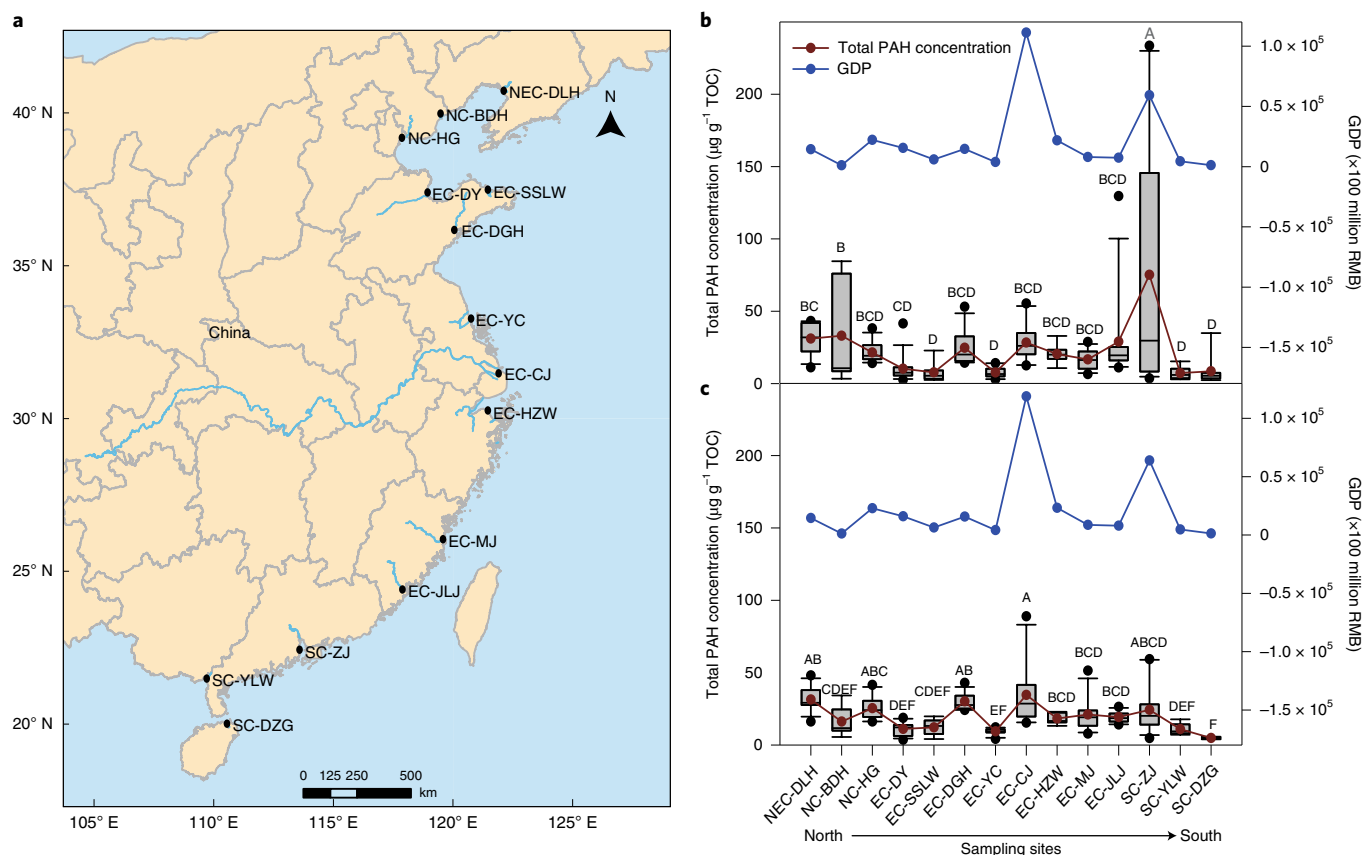 a
40° N
35° N
30° N
25° N
20° N
105° E
110° E
115° E
120° E
125° E
N
NEC-DLH
NC-BDH
NC-HG
EC-DY
EC-SSLW
EC-DGH
EC-YC
China
EC-CJ
EC-HZW
EC-MJ
EC-JLJ
SC-ZJ
SC-YLW
SC-DZG
0 125 250 500
km
b
Total PAH concentration
GDP
Total PAH concentration (µg g−1 TOC)
200
150
100
50
0
BC
B
BCD
CD
D
BCD
D
BCD
BCD
BCD
BCD
A
D
D
1.0 × 10⁵
0.5 × 10⁵
0
−0.5 × 10⁵
−1.0 × 10⁵
−1.5 × 10⁵
GDP (×100 million RMB)
c
Total PAH concentration (µg g−1 TOC)
200
150
100
50
0
AB
CDEF
ABC
DEF
CDEF
AB
EF
A
BCD
BCD
BCD
ABCD
DEF
F
1.0 × 10⁵
0.5 × 10⁵
0
−0.5 × 10⁵
−1.0 × 10⁵
−1.5 × 10⁵
GDP (×100 million RMB)
NEC-DLH
NC-BDH
NC-HG
EC-DY
EC-SSLW
EC-DGH
EC-YC
EC-CJ
EC-HZW
EC-MJ
EC-JLJ
SC-ZJ
SC-YLW
SC-DZG
North South
Sampling sites